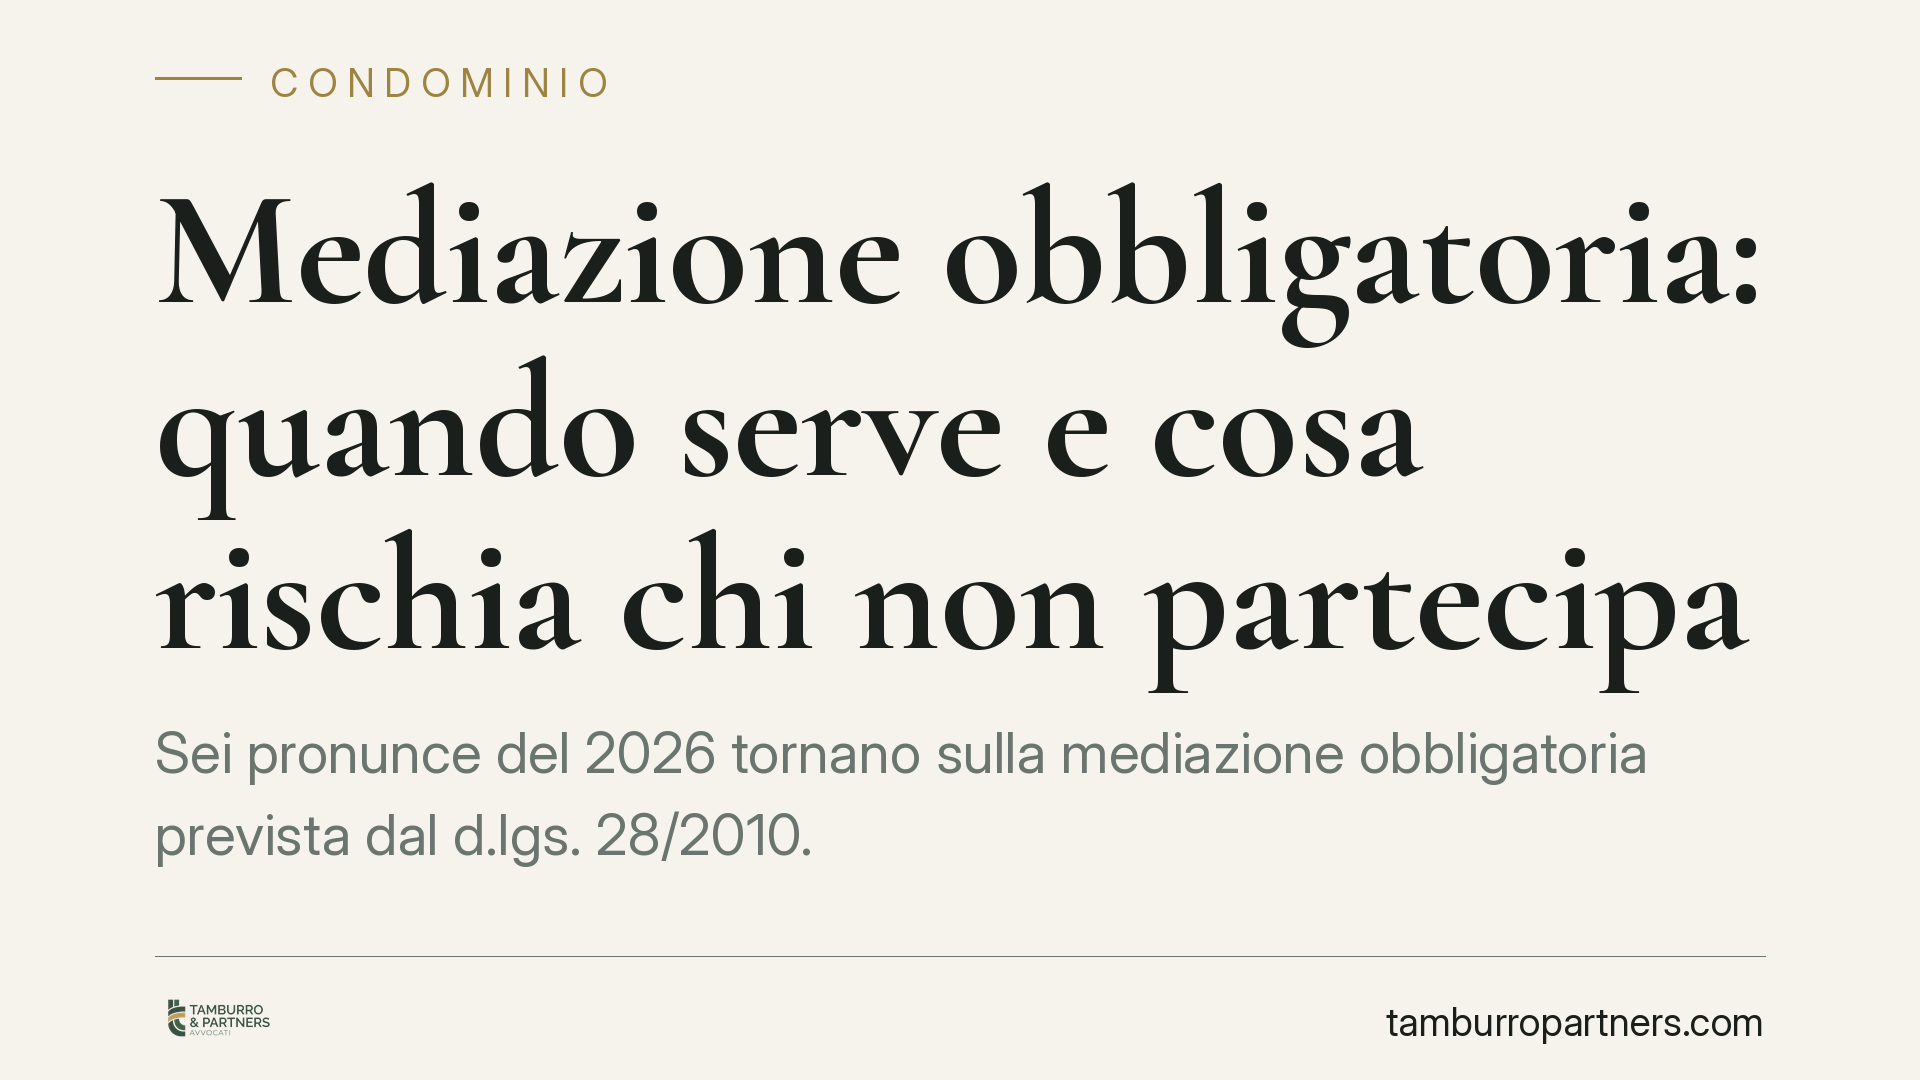 CONDOMINIO
Mediazione obbligatoria:
quando serve e cosa
rischia chi non partecipa
Sei pronunce del 2026 tornano sulla mediazione obbligatoria
prevista dal d.lgs. 28/2010.
TAMBURRO
& PARTNERS
AVVOCATI
tamburropartners.com